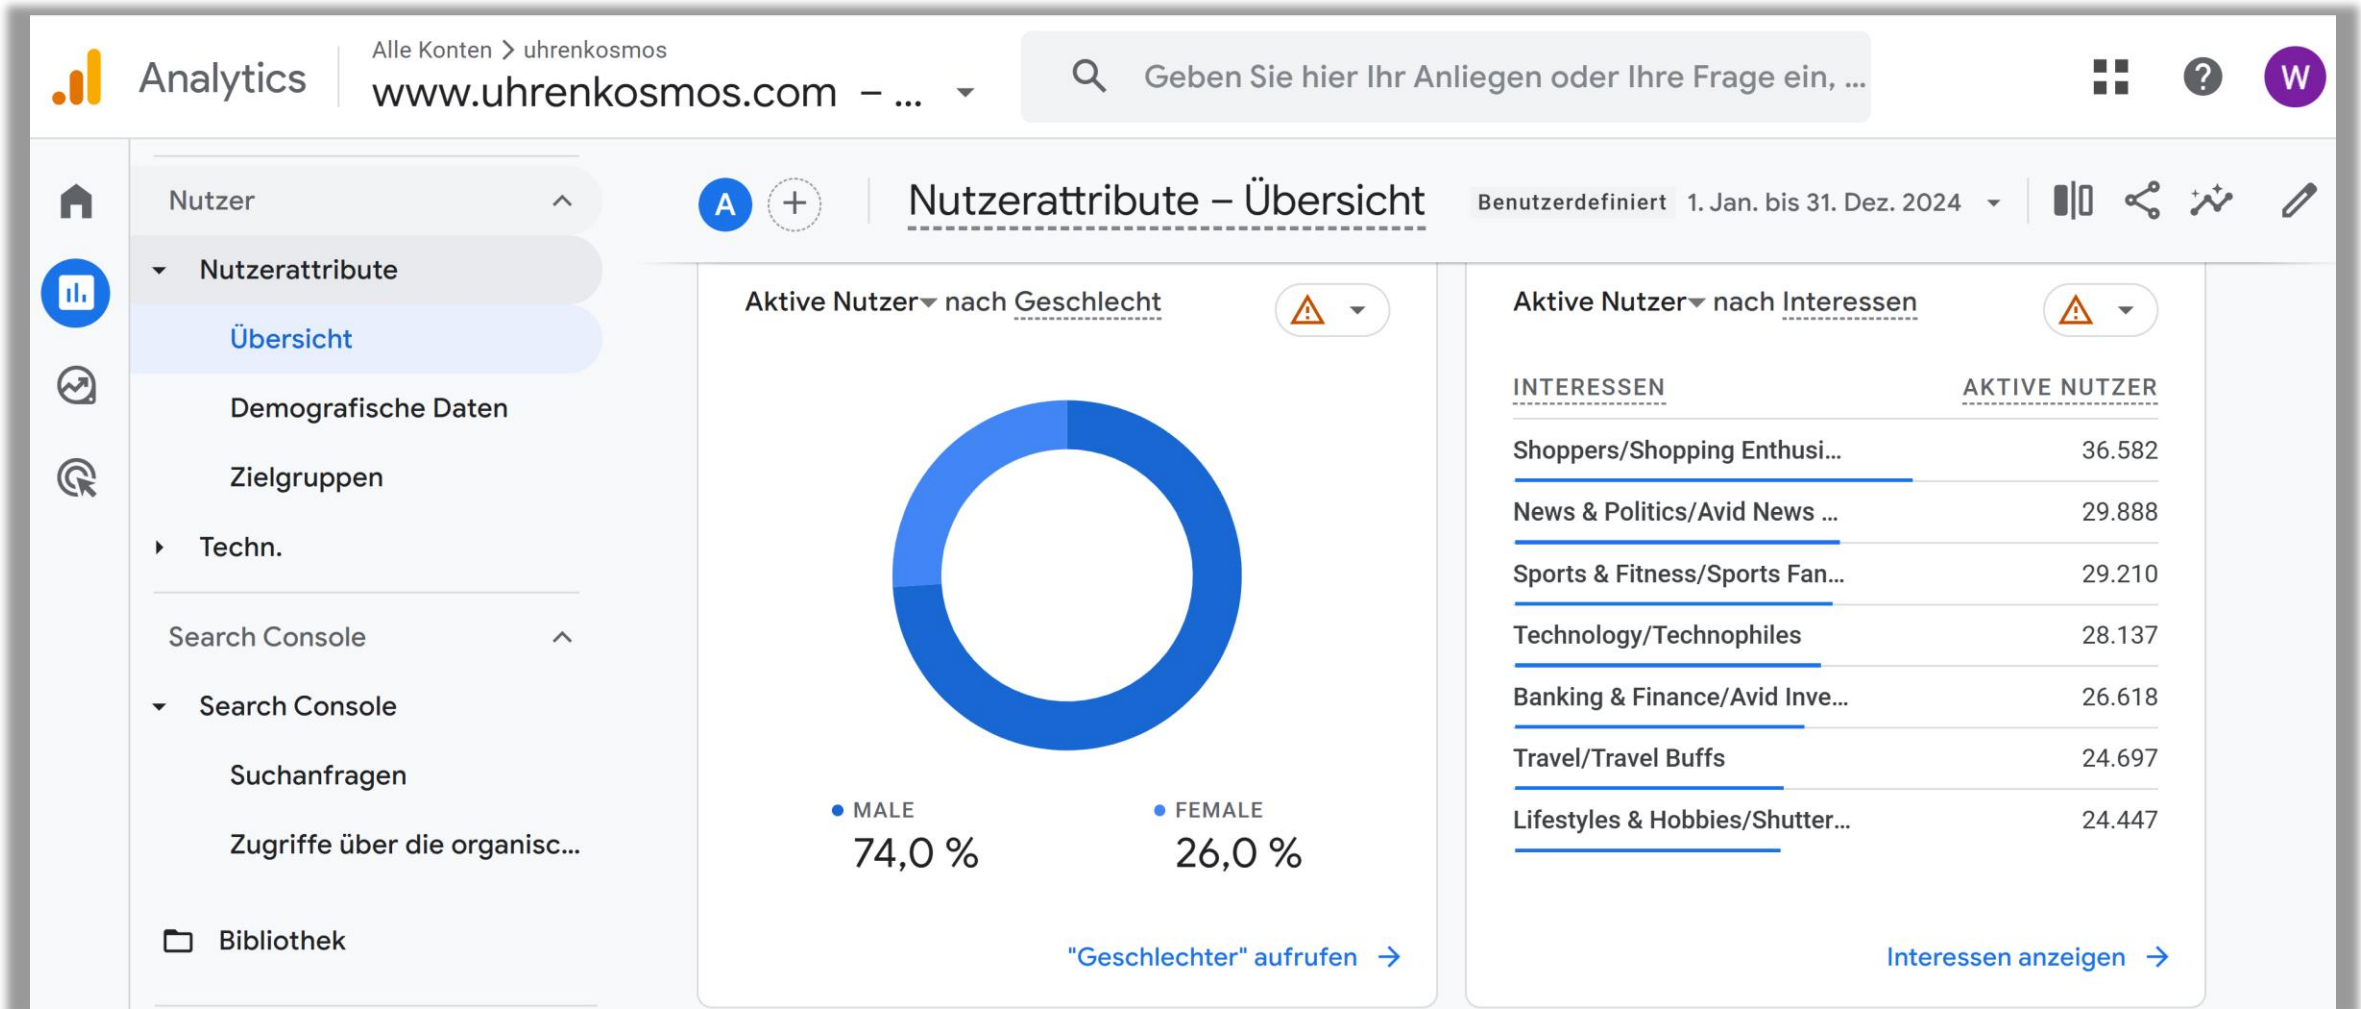 Analytics
Alle Konten > uhrenkosmos
www.uhrenkosmos.com – ...
Geben Sie hier Ihr Anliegen oder Ihre Frage ein, ...
W
Nutzer
Nutzerattribute
Übersicht
Demografische Daten
Zielgruppen
Techn.
Search Console
Search Console
Suchanfragen
Zugriffe über die organisc...
Bibliothek
A
Nutzerattribute – Übersicht
Benutzerdefiniert 1. Jan. bis 31. Dez. 2024
Aktive Nutzer nach Geschlecht
MALE
74,0 %
FEMALE
26,0 %
"Geschlechter" aufrufen
Aktive Nutzer nach Interessen
INTERESSEN AKTIVE NUTZER
Shoppers/Shopping Enthusi... 36.582
News & Politics/Avid News ... 29.888
Sports & Fitness/Sports Fan... 29.210
Technology/Technophiles 28.137
Banking & Finance/Avid Inve... 26.618
Travel/Travel Buffs 24.697
Lifestyles & Hobbies/Shutter... 24.447
Interessen anzeigen